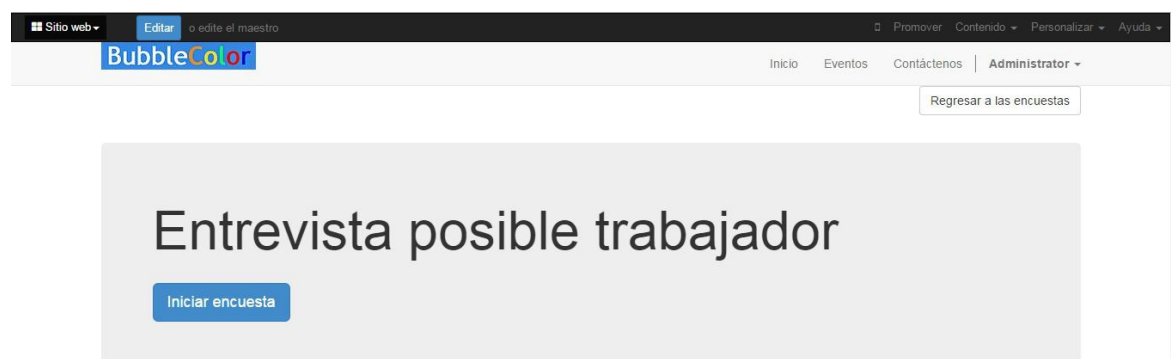 Sitio web Editar o edite el maestro Promover Contenido Personalizar Ayuda
BubbleColor
Inicio Eventos Contáctenos Administrator
Regresar a las encuestas
Entrevista posible trabajador
Iniciar encuesta